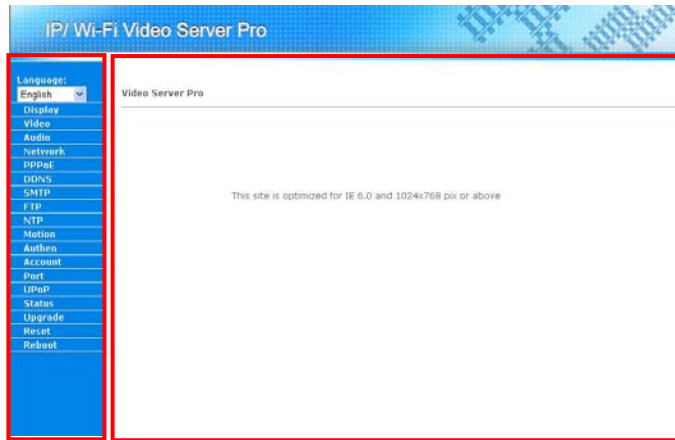 IP/ Wi-Fi Video Server Pro
Language:
English
Display
Video
Audio
Network
PPPoE
DDNS
SMTP
FTP
NTP
Motion
Authen
Account
Port
UPnP
Status
Upgrade
Reset
Reboot
Video Server Pro
This site is optimized for IE 6.0 and 1024x768 pix or above